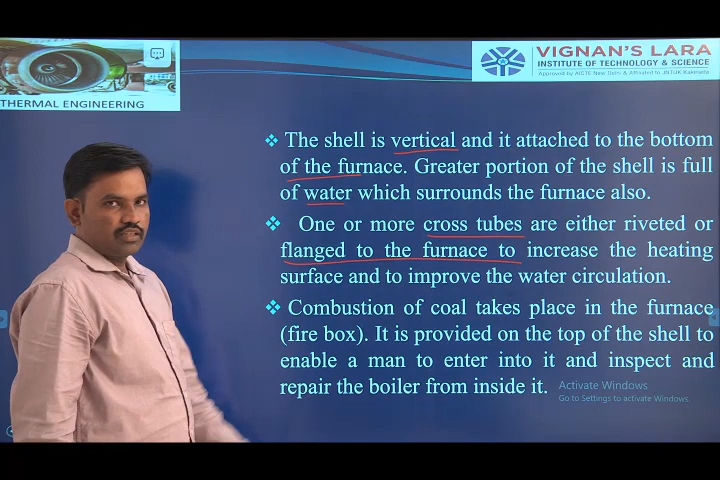 THERMAL ENGINEERING
VIGNAN'S LARA
INSTITUTE OF TECHNOLOGY & SCIENCE
Approved by AICTE New Delhi & Affiliated to JNTUK Kakinada
The shell is vertical and it attached to the bottom
of the furnace. Greater portion of the shell is full
of water which surrounds the furnace also.
One or more cross tubes are either riveted or
flanged to the furnace to increase the heating
surface and to improve the water circulation.
Combustion of coal takes place in the furnace
(fire box). It is provided on the top of the shell to
enable a man to enter into it and inspect and
repair the boiler from inside it.
Activate Windows
Go to Settings to activate Windows.